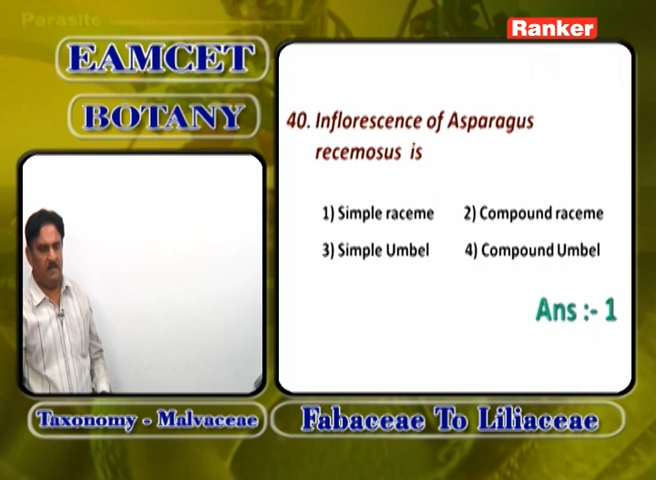 Parasite
Ranker
EAMCET
BOTANY
40. Inflorescence of Asparagus
recemosus is
1) Simple raceme 2) Compound raceme
3) Simple Umbel 4) Compound Umbel
Ans :- 1
Taxonomy - Malvaceae
Fabaceae To Liliaceae